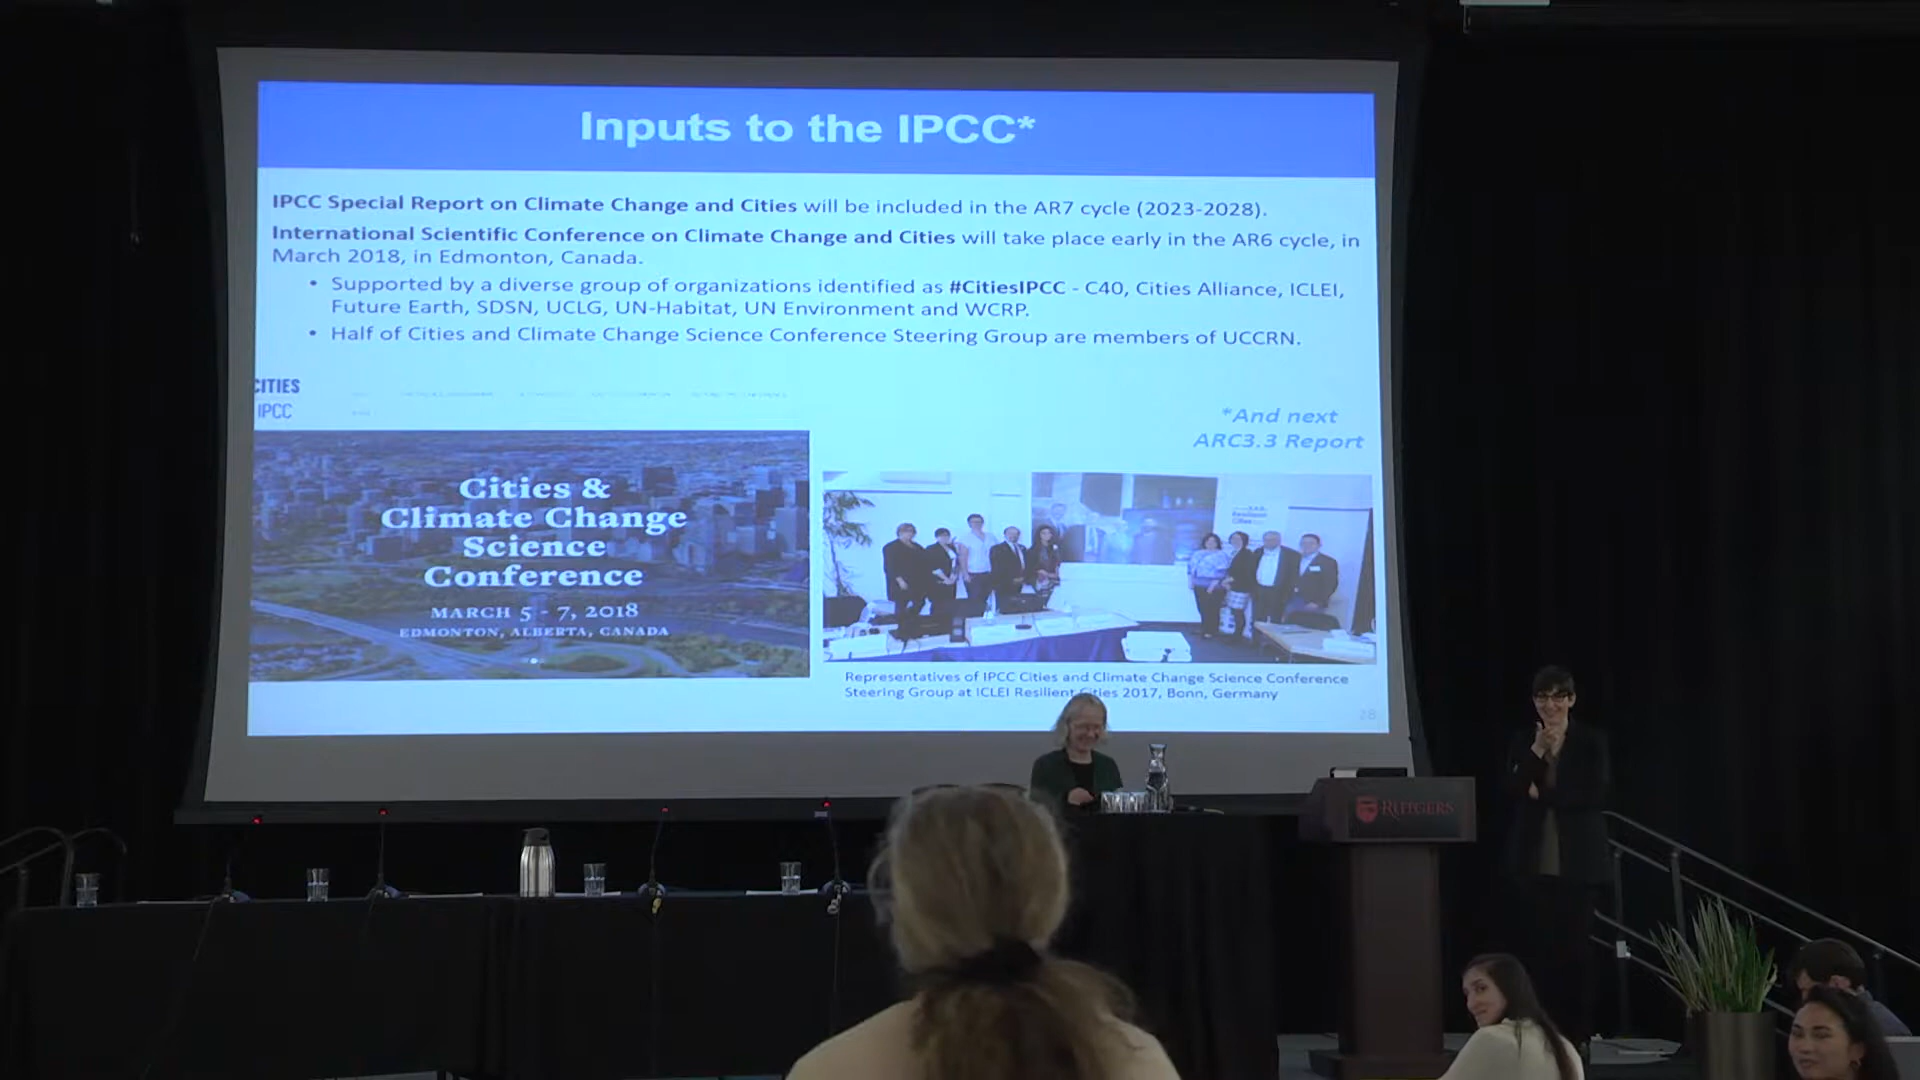 Inputs to the IPCC*
IPCC Special Report on Climate Change and Cities will be included in the AR7 cycle (2023-2028).
International Scientific Conference on Climate Change and Cities will take place early in the AR6 cycle, in
March 2018, in Edmonton, Canada.
• Supported by a diverse group of organizations identified as #CitiesIPCC - C40, Cities Alliance, ICLEI,
Future Earth, SDSN, UCLG, UN-Habitat, UN Environment and WCRP.
• Half of Cities and Climate Change Science Conference Steering Group are members of UCCRN.
CITIES
IPCC
*And next
ARC3.3 Report
Cities &
Climate Change
Science
Conference
MARCH 5 - 7, 2018
EDMONTON, ALBERTA, CANADA
Resilient
Cities
Representatives of IPCC Cities and Climate Change Science Conference
Steering Group at ICLEI Resilient Cities 2017, Bonn, Germany
28
RUTGERS